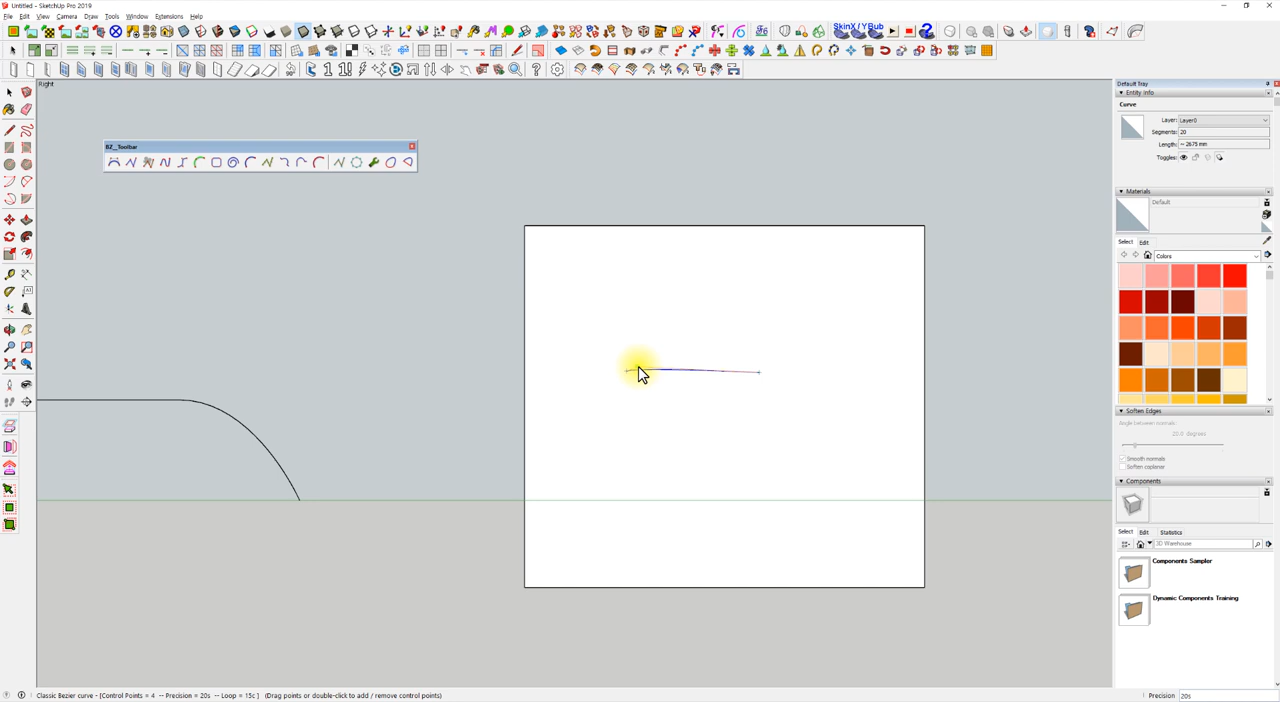 Untitled - SketchUp Pro 2019
File Edit View Camera Draw Tools Window Extensions Help
SkinX / YBub
Right
BZ__Toolbar
Default Tray
Entity Info
Curve
Layer: Layer0
Segments: 20
Length: ~ 2675 mm
Toggles:
Materials
Default
Select Edit
Colors
Soften Edges
Angle between normals:
20.0 degrees
Smooth normals
Soften coplanar
Components
Select Edit Statistics
3D Warehouse
Components Sampler
Dynamic Components Training
Classic Bezier curve - [Control Points = 4 -- Precision = 20s -- Loop = 15c ] (Drag points or double-click to add / remove control points)
Precision 20s